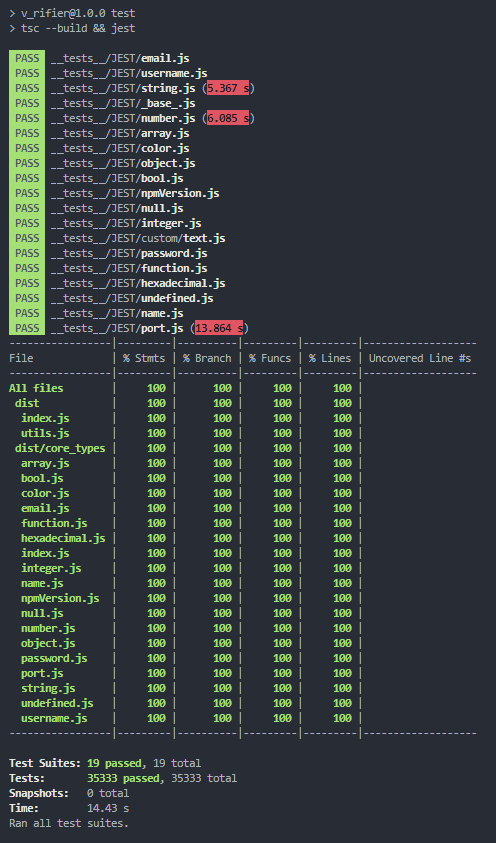 > v_rifier@1.0.0 test
> tsc --build && jest
PASS __tests__/JEST/email.js
PASS __tests__/JEST/username.js
PASS __tests__/JEST/string.js (5.367 s)
PASS __tests__/JEST/_base_.js
PASS __tests__/JEST/number.js (6.085 s)
PASS __tests__/JEST/array.js
PASS __tests__/JEST/color.js
PASS __tests__/JEST/object.js
PASS __tests__/JEST/bool.js
PASS __tests__/JEST/npmVersion.js
PASS __tests__/JEST/null.js
PASS __tests__/JEST/integer.js
PASS __tests__/JEST/custom/text.js
PASS __tests__/JEST/password.js
PASS __tests__/JEST/function.js
PASS __tests__/JEST/hexadecimal.js
PASS __tests__/JEST/undefined.js
PASS __tests__/JEST/name.js
PASS __tests__/JEST/port.js (13.864 s)
-----------------|---------|----------|---------|---------|-------------------
File             | % Stmts | % Branch | % Funcs | % Lines | Uncovered Line #s
-----------------|---------|----------|---------|---------|-------------------
All files        |     100 |      100 |     100 |     100 |
 dist            |     100 |      100 |     100 |     100 |
  index.js       |     100 |      100 |     100 |     100 |
  utils.js       |     100 |      100 |     100 |     100 |
 dist/core_types |     100 |      100 |     100 |     100 |
  array.js       |     100 |      100 |     100 |     100 |
  bool.js        |     100 |      100 |     100 |     100 |
  color.js       |     100 |      100 |     100 |     100 |
  email.js       |     100 |      100 |     100 |     100 |
  function.js    |     100 |      100 |     100 |     100 |
  hexadecimal.js |     100 |      100 |     100 |     100 |
  index.js       |     100 |      100 |     100 |     100 |
  integer.js     |     100 |      100 |     100 |     100 |
  name.js        |     100 |      100 |     100 |     100 |
  npmVersion.js  |     100 |      100 |     100 |     100 |
  null.js        |     100 |      100 |     100 |     100 |
  number.js      |     100 |      100 |     100 |     100 |
  object.js      |     100 |      100 |     100 |     100 |
  password.js    |     100 |      100 |     100 |     100 |
  port.js        |     100 |      100 |     100 |     100 |
  string.js      |     100 |      100 |     100 |     100 |
  undefined.js   |     100 |      100 |     100 |     100 |
  username.js    |     100 |      100 |     100 |     100 |
-----------------|---------|----------|---------|---------|-------------------
Test Suites: 19 passed, 19 total
Tests:       35333 passed, 35333 total
Snapshots:   0 total
Time:        14.43 s
Ran all test suites.